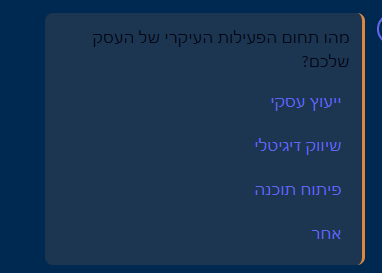 מהו תחום הפעילות העיקרי של העסק
שלכם?
ייעוץ עסקי
שיווק דיגיטלי
פיתוח תוכנה
אחר